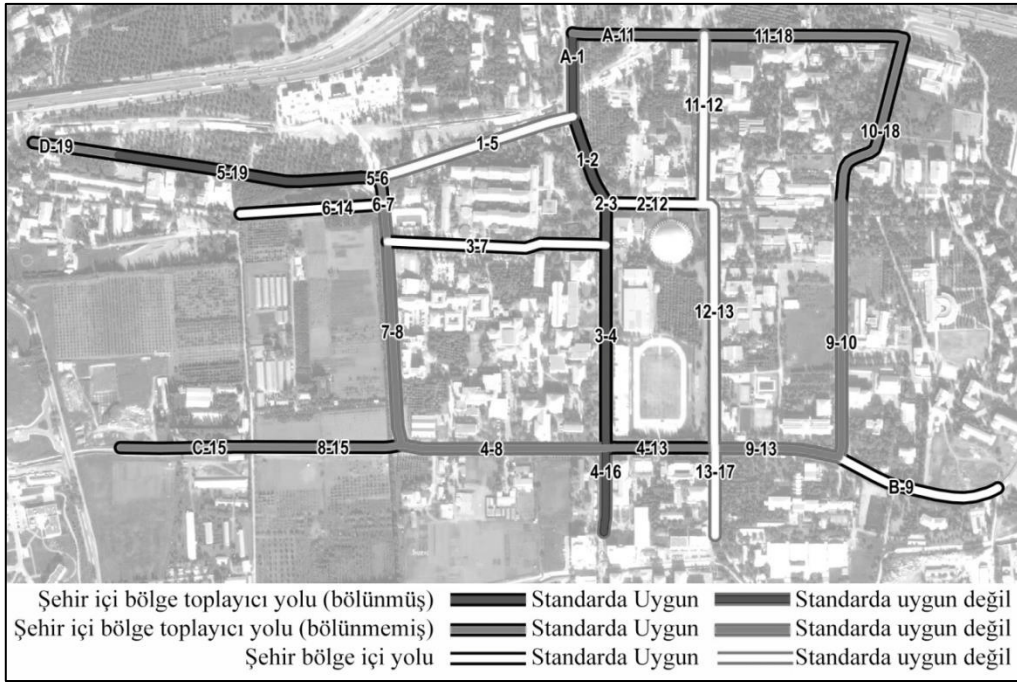 A-11
11-18
A-1
11-12
10-18
1-5
1-2
D-19
5-19
5-6
6-14
6-7
2-3
2-12
3-7
12-13
7-8
3-4
9-10
C-15
8-15
4-8
4-13
9-13
4-16
13-17
B-9
Şehir içi bölge toplayıcı yolu (bölünmüş) Standarda Uygun Standarda uygun değil
Şehir içi bölge toplayıcı yolu (bölünmemiş) Standarda Uygun Standarda uygun değil
Şehir bölge içi yolu Standarda Uygun Standarda uygun değil